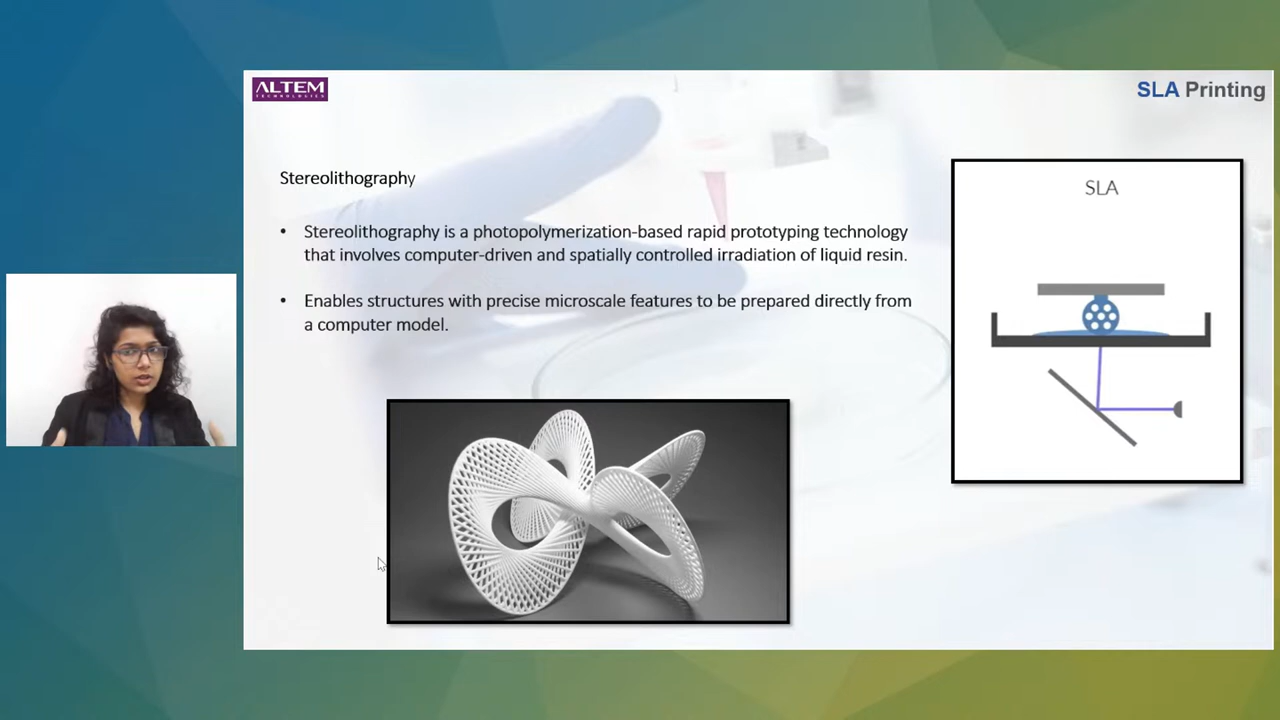 ALTEM
TECHNOLOGIES
SLA Printing
Stereolithography
• Stereolithography is a photopolymerization-based rapid prototyping technology
that involves computer-driven and spatially controlled irradiation of liquid resin.
• Enables structures with precise microscale features to be prepared directly from
a computer model.
SLA